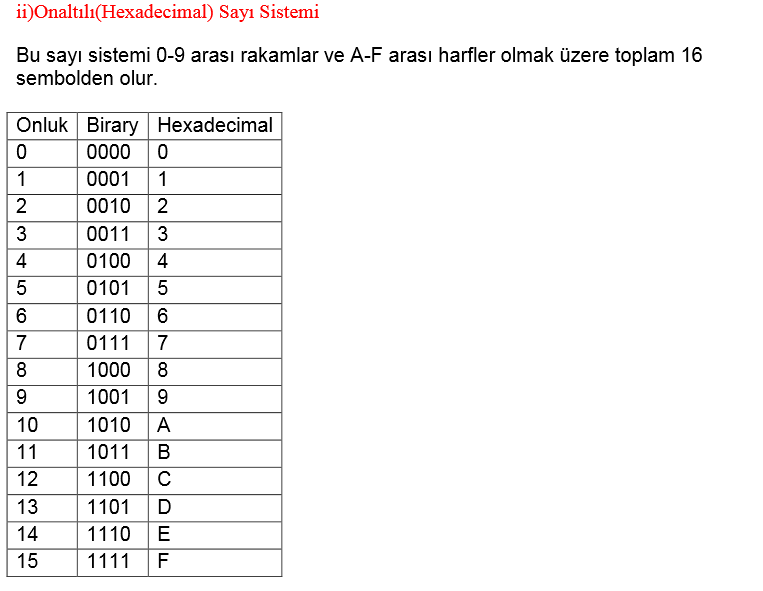 ii)Onaltılı(Hexadecimal) Sayı Sistemi
Bu sayı sistemi 0-9 arası rakamlar ve A-F arası harfler olmak üzere toplam 16
sembolden olur.
Onluk Birary Hexadecimal
0 0000 0
1 0001 1
2 0010 2
3 0011 3
4 0100 4
5 0101 5
6 0110 6
7 0111 7
8 1000 8
9 1001 9
10 1010 A
11 1011 B
12 1100 C
13 1101 D
14 1110 E
15 1111 F